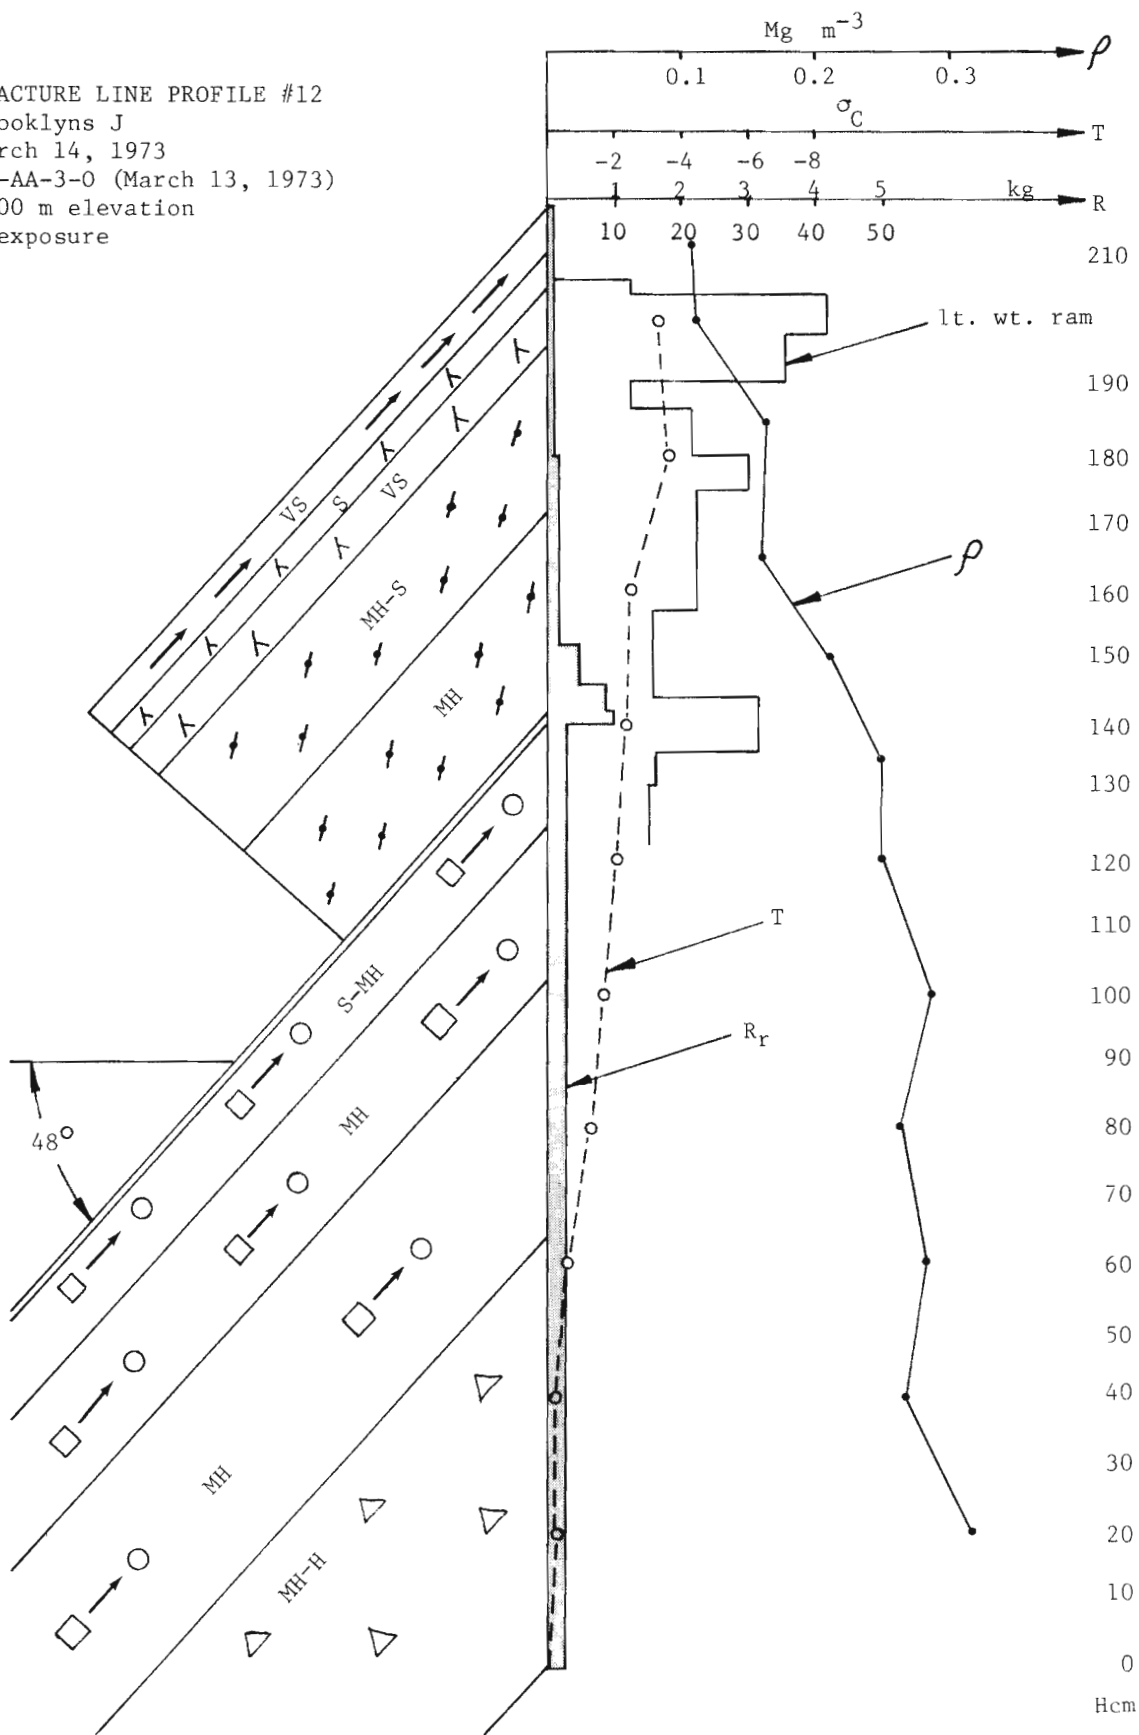 Mg m-3
ρ
0.1 0.2 0.3
ACTURE LINE PROFILE #12
ooklyns J
rch 14, 1973
-AA-3-0 (March 13, 1973)
00 m elevation
exposure
σC
T
-2 -4 -6 -8
1 2 3 4 5 kg
R
10 20 30 40 50
210
lt. wt. ram
190
180
VS S VS
170
ρ
160
MH-S
150
MH
140
130
120
T
110
S-MH
100
Rr
90
MH
48°
80
70
60
50
40
MH
30
20
MH-H
10
0
Hcm